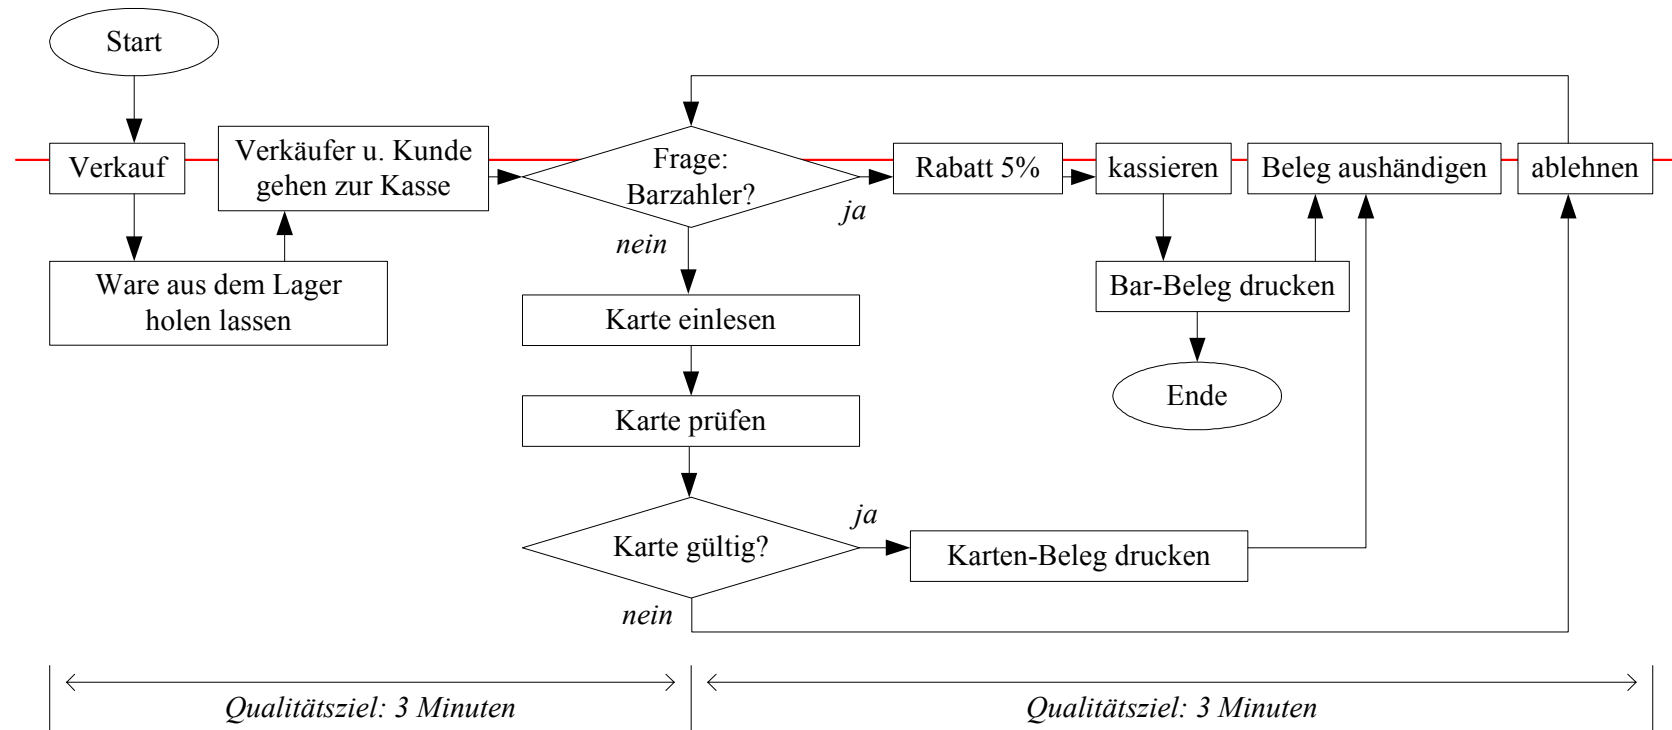 Start
Verkauf
Verkäufer u. Kunde
gehen zur Kasse
Frage:
Barzahler?
Rabatt 5%
kassieren
Beleg aushändigen
ablehnen
ja
nein
Ware aus dem Lager
holen lassen
Bar-Beleg drucken
Karte einlesen
Ende
Karte prüfen
ja
Karte gültig?
Karten-Beleg drucken
nein
Qualitätsziel: 3 Minuten
Qualitätsziel: 3 Minuten